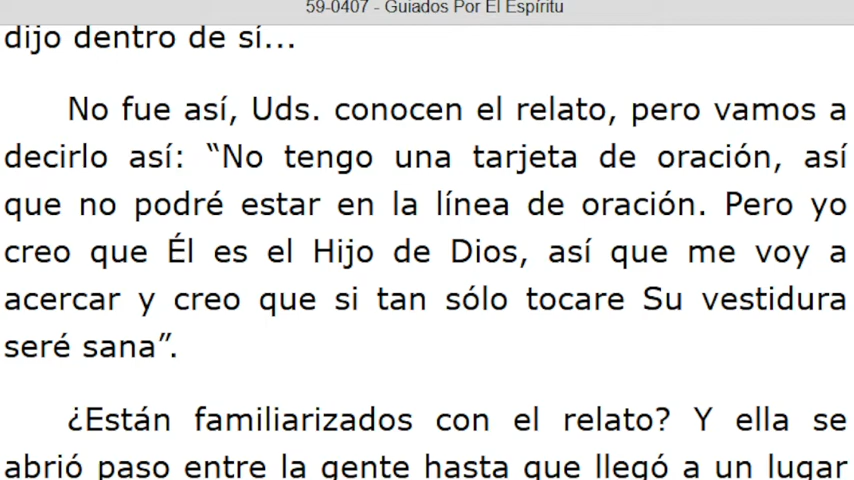 59-0407 - Guiados Por El Espíritu
dijo dentro de sí...
No fue así, Uds. conocen el relato, pero vamos a
decirlo así: “No tengo una tarjeta de oración, así
que no podré estar en la línea de oración. Pero yo
creo que Él es el Hijo de Dios, así que me voy a
acercar y creo que si tan sólo tocare Su vestidura
seré sana”.
¿Están familiarizados con el relato? Y ella se
abrió paso entre la gente hasta que llegó a un lugar